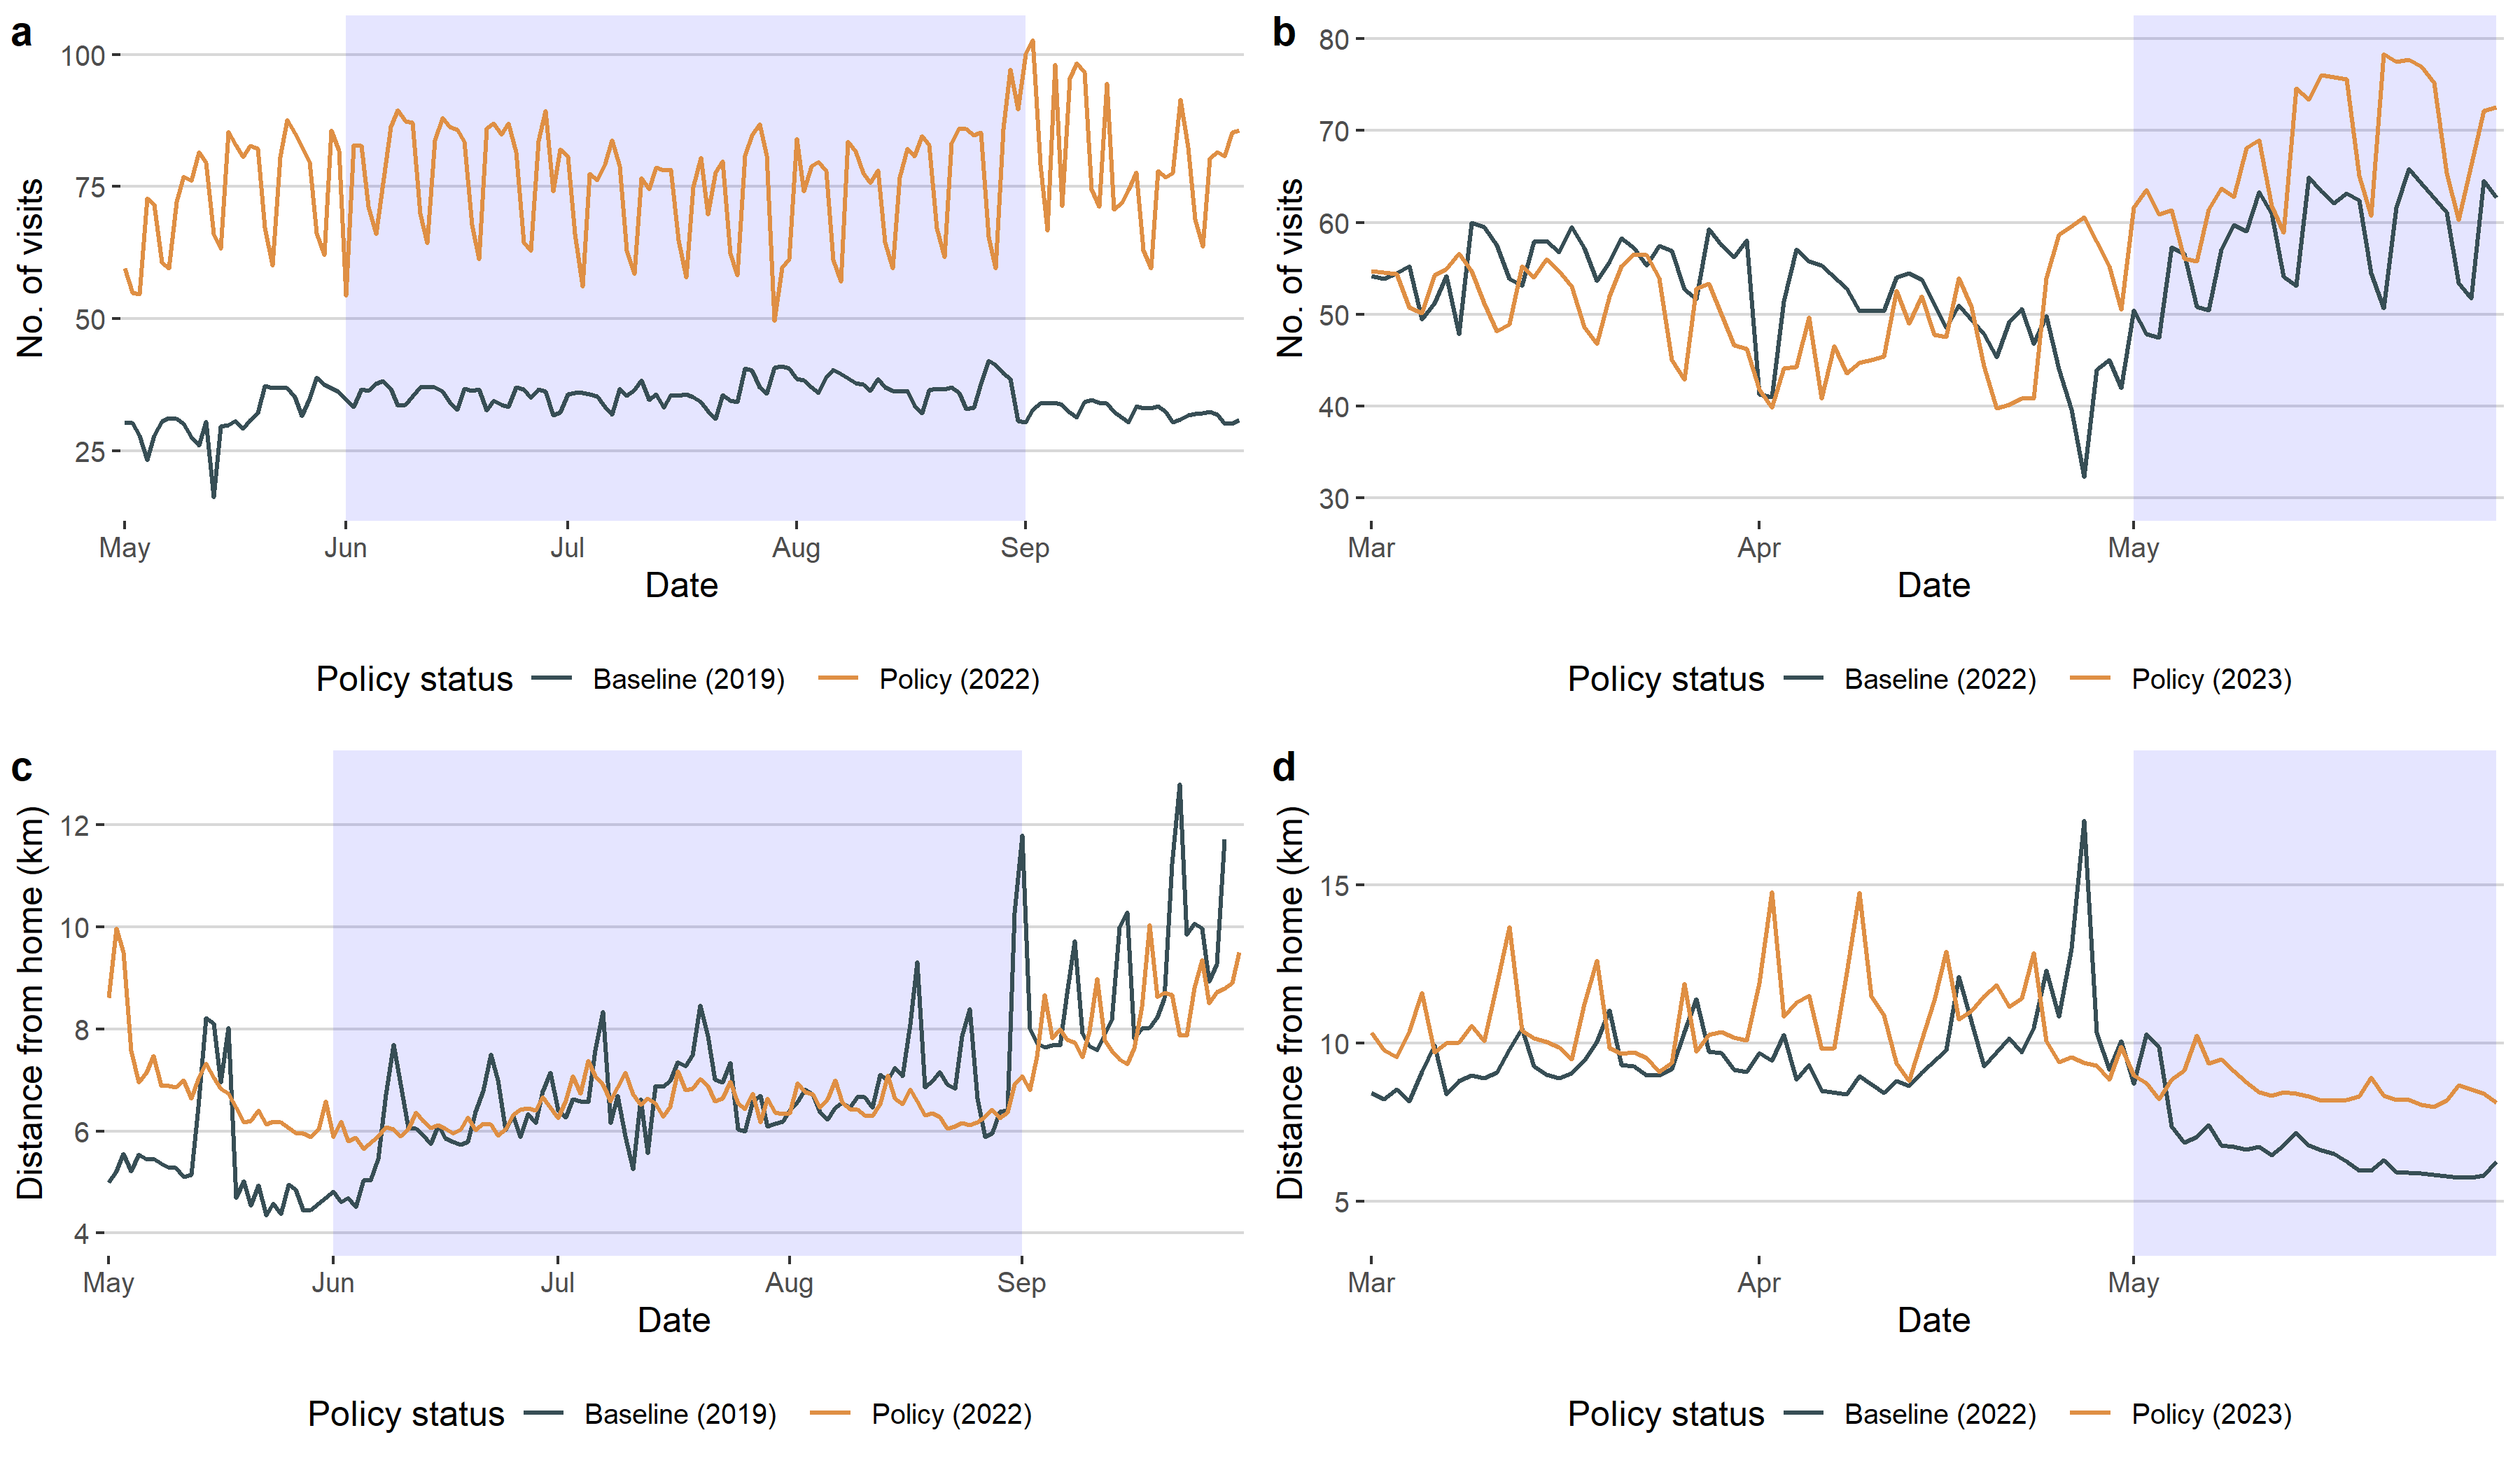 a
No. of visits
100
75
50
25
May Jun Jul Aug Sep
Date
Policy status Baseline (2019) Policy (2022)
b
No. of visits
80
70
60
50
40
30
Mar Apr May
Date
Policy status Baseline (2022) Policy (2023)
c
Distance from home (km)
12
10
8
6
4
May Jun Jul Aug Sep
Date
Policy status Baseline (2019) Policy (2022)
d
Distance from home (km)
15
10
5
Mar Apr May
Date
Policy status Baseline (2022) Policy (2023)